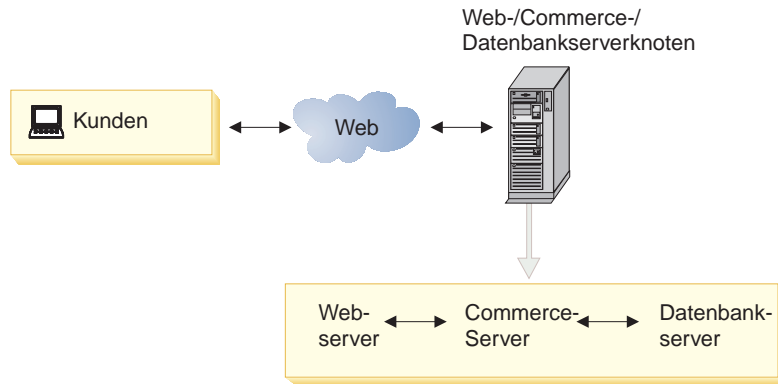 Web-/Commerce-/
Datenbankserverknoten
Kunden
Web
Web-
server
Commerce-
Server
Datenbank-
server